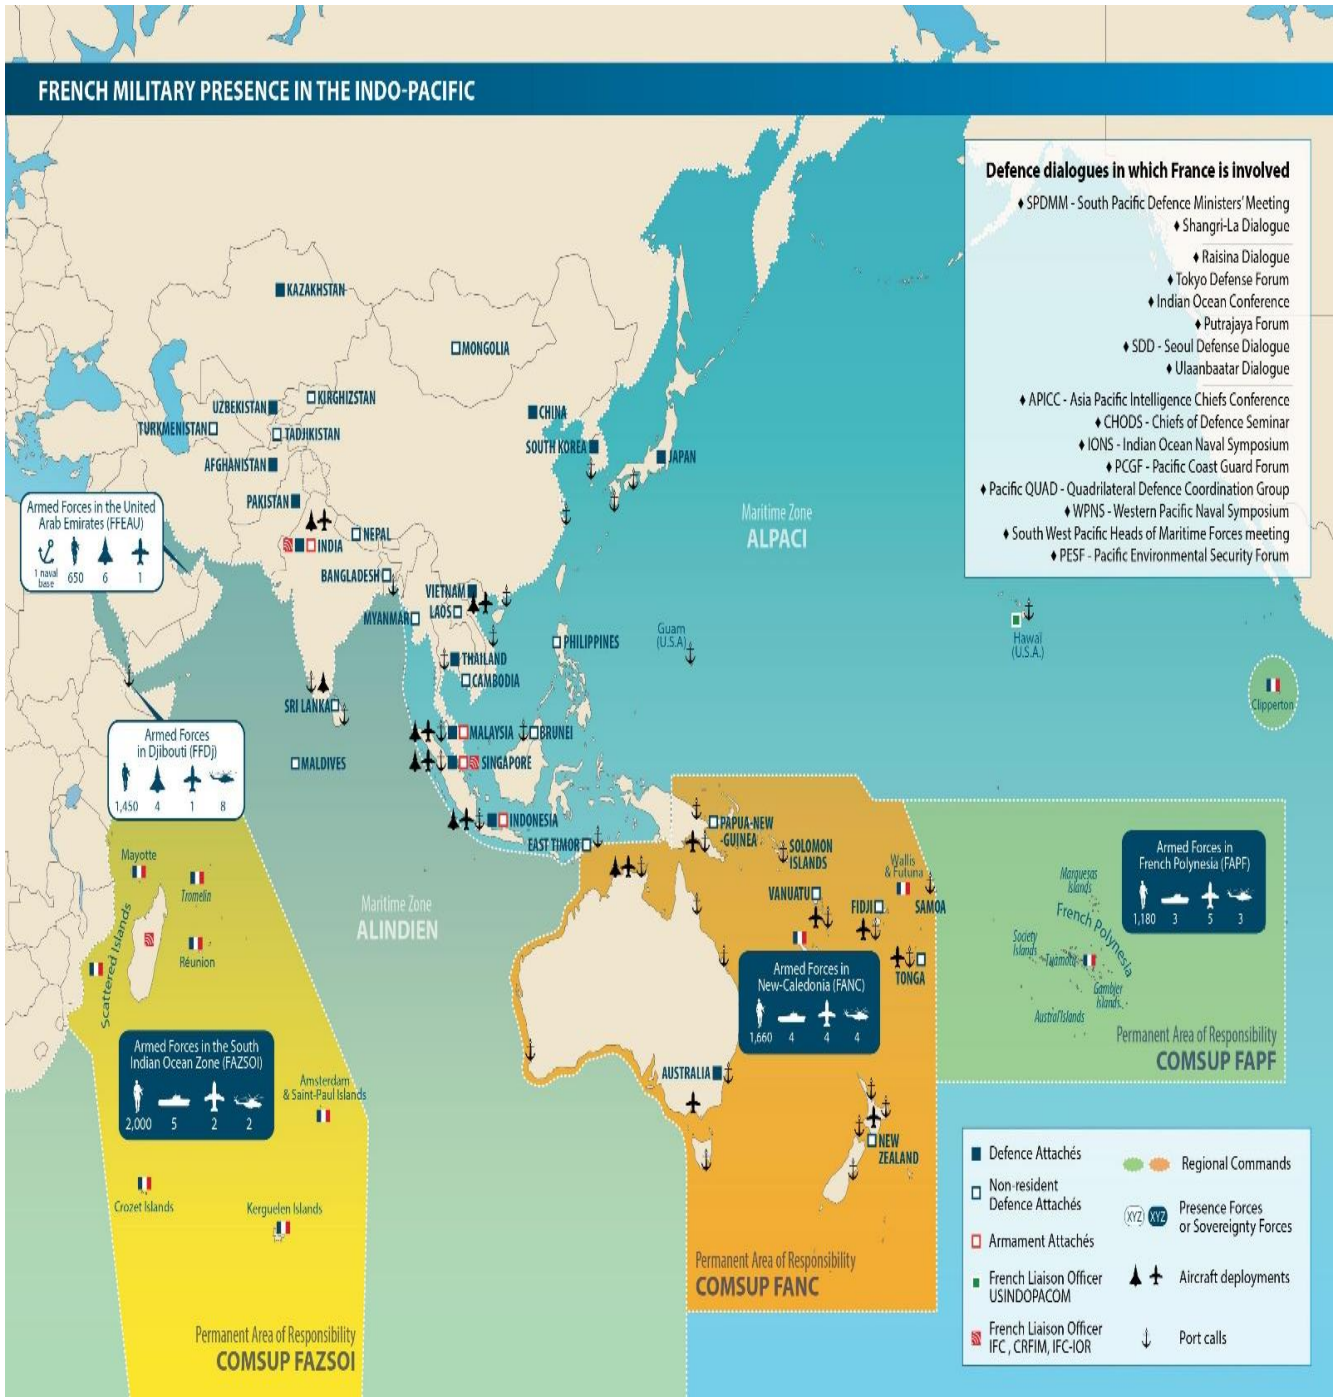 FRENCH MILITARY PRESENCE IN THE INDO-PACIFIC
Defence dialogues in which France is involved
♦ SPDMM - South Pacific Defence Ministers' Meeting
♦ Shangri-La Dialogue
♦ Raisina Dialogue
♦ Tokyo Defense Forum
♦ Indian Ocean Conference
♦ Putrajaya Forum
♦ SDD - Seoul Defense Dialogue
♦ Ulaanbaatar Dialogue
♦ APICC - Asia Pacific Intelligence Chiefs Conference
♦ CHODS - Chiefs of Defence Seminar
♦ IONS - Indian Ocean Naval Symposium
♦ PCGF - Pacific Coast Guard Forum
♦ Pacific QUAD - Quadrilateral Defence Coordination Group
♦ WPNS - Western Pacific Naval Symposium
♦ South West Pacific Heads of Maritime Forces meeting
♦ PESF - Pacific Environmental Security Forum
KAZAKHSTAN
MONGOLIA
KIRGHIZSTAN
UZBEKISTAN
TURKMENISTAN
TADJIKISTAN
CHINA
SOUTH KOREA
JAPAN
AFGHANISTAN
PAKISTAN
Armed Forces in the United
Arab Emirates (FFEAU)
1 naval
base
650
6
1
NEPAL
INDIA
BANGLADESH
VIETNAM
LAOS
MYANMAR
THAILAND
CAMBODIA
PHILIPPINES
Maritime Zone
ALPACI
Guam
(U.S.A)
Hawaï
(U.S.A.)
Clipperton
SRI LANKA
MALDIVES
MALAYSIA
BRUNEI
SINGAPORE
INDONESIA
EAST TIMOR
Armed Forces
in Djibouti (FFDj)
1,450
4
1
8
PAPUA-NEW
-GUINEA
SOLOMON
ISLANDS
Wallis
& Futuna
VANUATU
FIDJI
SAMOA
TONGA
Mayotte
Tromelin
Réunion
Scattered Islands
Maritime Zone
ALINDIEN
Armed Forces in
French Polynesia (FAPF)
1,180
3
5
3
Marquesas
Islands
French Polynesia
Society
Islands
Tuamotu
Gambier
Islands
Austral Islands
Permanent Area of Responsibility
COMSUP FAPF
Armed Forces in
New-Caledonia (FANC)
1,660
4
4
4
Armed Forces in the South
Indian Ocean Zone (FAZSOI)
2,000
5
2
2
Amsterdam
& Saint-Paul Islands
Crozet Islands
Kerguelen Islands
AUSTRALIA
NEW
ZEALAND
Permanent Area of Responsibility
COMSUP FANC
Permanent Area of Responsibility
COMSUP FAZSOI
Defence Attachés
Non-resident
Defence Attachés
Armament Attachés
French Liaison Officer
USINDOPACOM
French Liaison Officer
IFC , CRFIM, IFC-IOR
Regional Commands
XYZ XYZ
Presence Forces
or Sovereignty Forces
Aircraft deployments
Port calls